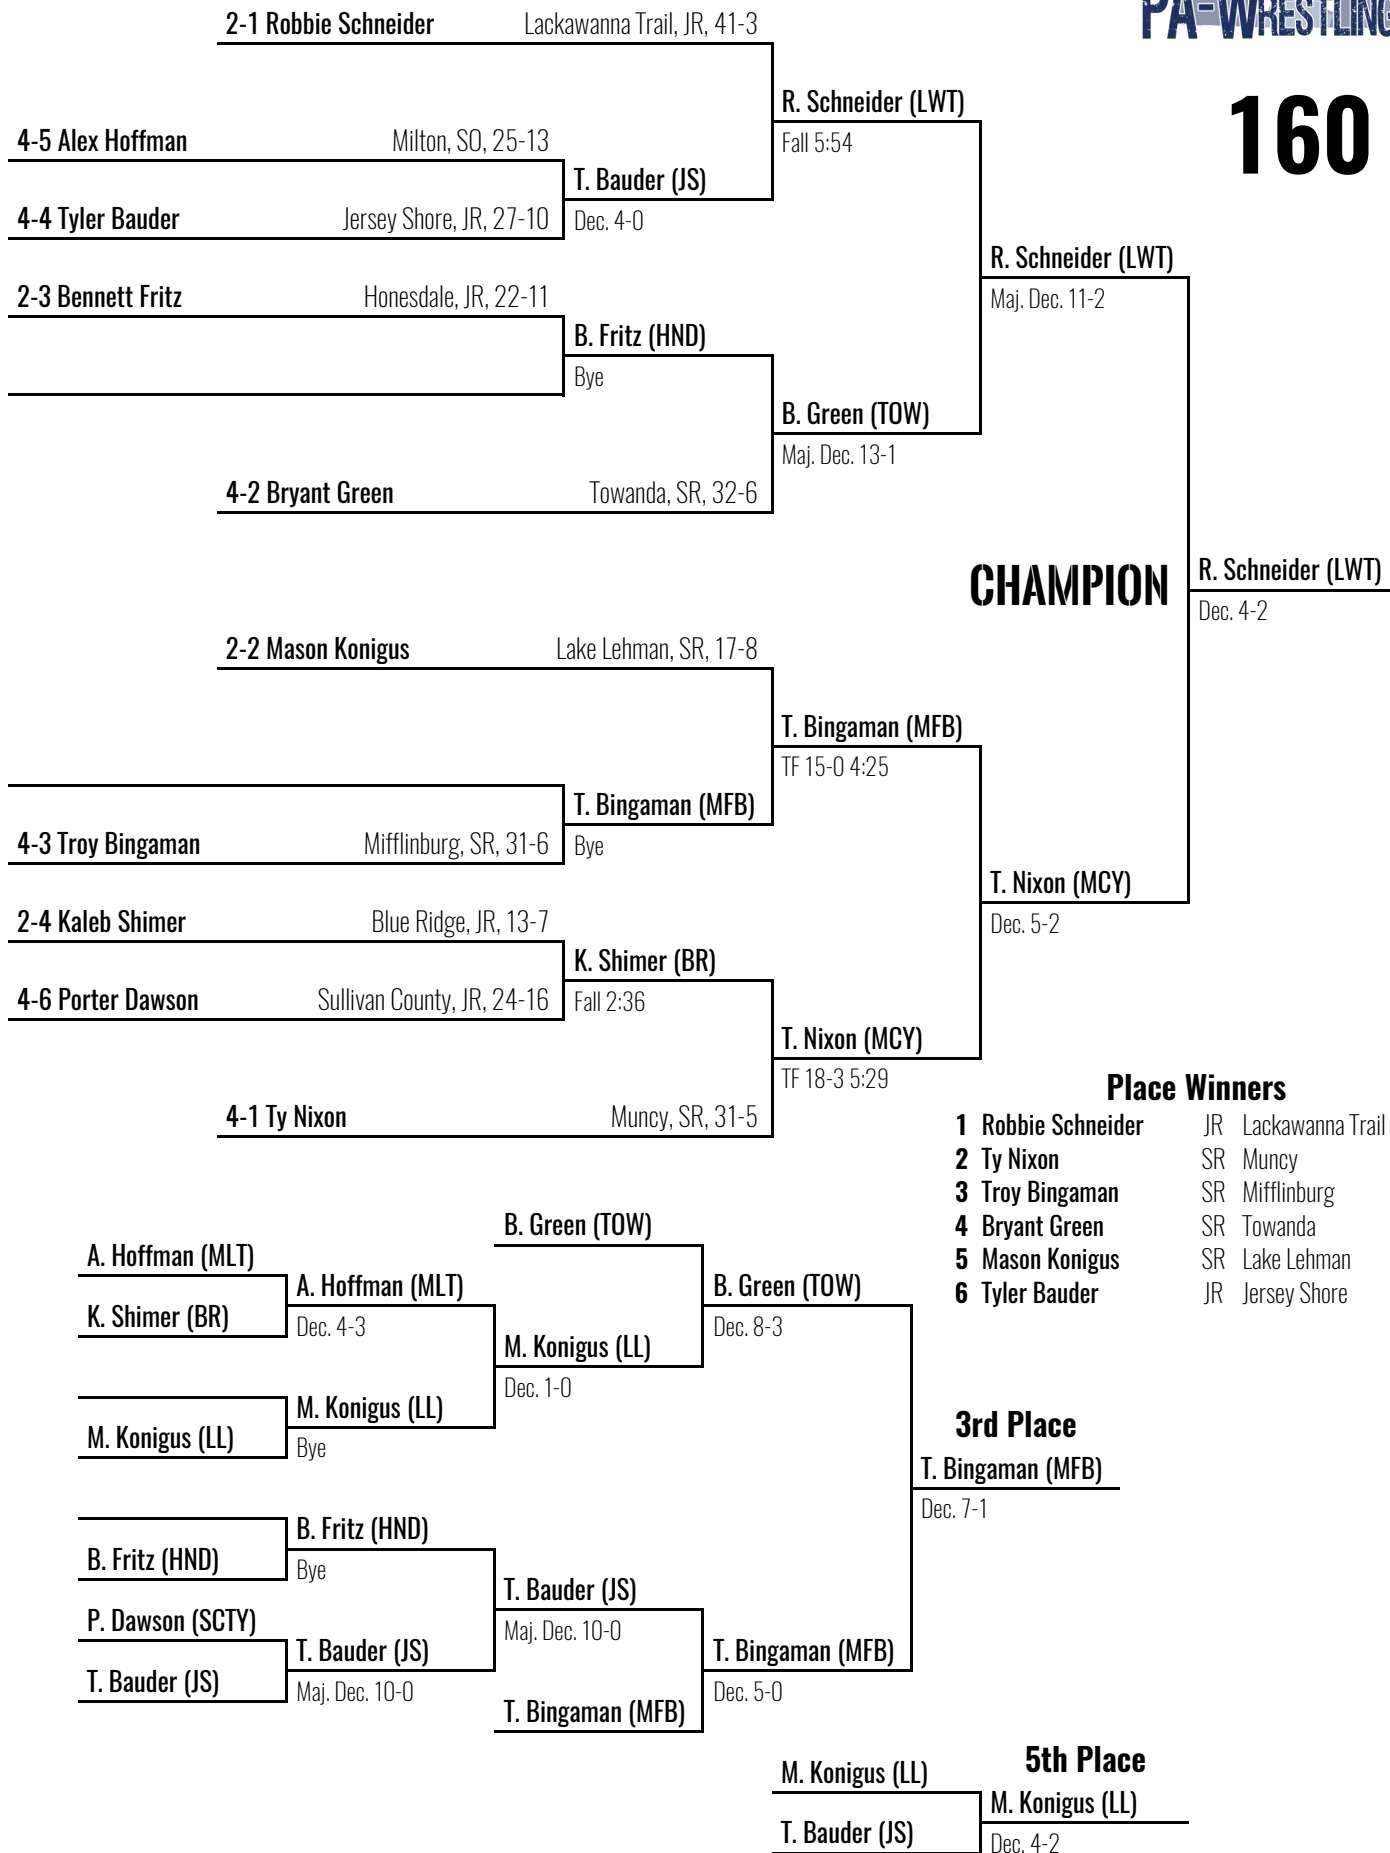 PA-WRESTLING
160
2-1 Robbie Schneider Lackawanna Trail, JR, 41-3
R. Schneider (LWT)
Fall 5:54
4-5 Alex Hoffman Milton, SO, 25-13
T. Bauder (JS)
Dec. 4-0
4-4 Tyler Bauder Jersey Shore, JR, 27-10
R. Schneider (LWT)
Maj. Dec. 11-2
2-3 Bennett Fritz Honesdale, JR, 22-11
B. Fritz (HND)
Bye
B. Green (TOW)
Maj. Dec. 13-1
4-2 Bryant Green Towanda, SR, 32-6
CHAMPION
R. Schneider (LWT)
Dec. 4-2
2-2 Mason Konigus Lake Lehman, SR, 17-8
T. Bingaman (MFB)
TF 15-0 4:25
T. Bingaman (MFB)
Bye
4-3 Troy Bingaman Mifflinburg, SR, 31-6
T. Nixon (MCY)
Dec. 5-2
2-4 Kaleb Shimer Blue Ridge, JR, 13-7
K. Shimer (BR)
Fall 2:36
4-6 Porter Dawson Sullivan County, JR, 24-16
T. Nixon (MCY)
TF 18-3 5:29
4-1 Ty Nixon Muncy, SR, 31-5
Place Winners
1 Robbie Schneider JR Lackawanna Trail
2 Ty Nixon SR Muncy
3 Troy Bingaman SR Mifflinburg
4 Bryant Green SR Towanda
5 Mason Konigus SR Lake Lehman
6 Tyler Bauder JR Jersey Shore
B. Green (TOW)
A. Hoffman (MLT)
A. Hoffman (MLT)
Dec. 4-3
K. Shimer (BR)
B. Green (TOW)
Dec. 8-3
M. Konigus (LL)
Dec. 1-0
M. Konigus (LL)
Bye
M. Konigus (LL)
3rd Place
T. Bingaman (MFB)
Dec. 7-1
B. Fritz (HND)
Bye
B. Fritz (HND)
T. Bauder (JS)
Maj. Dec. 10-0
P. Dawson (SCTY)
T. Bauder (JS)
Maj. Dec. 10-0
T. Bauder (JS)
T. Bingaman (MFB)
Dec. 5-0
T. Bingaman (MFB)
5th Place
M. Konigus (LL)
M. Konigus (LL)
Dec. 4-2
T. Bauder (JS)